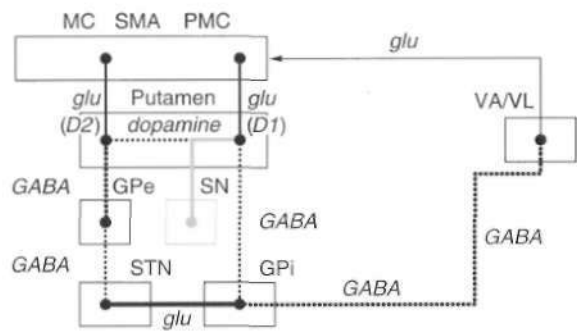 MC SMA PMC
glu
glu Putamen glu
VA/VL
(D2) dopamine (D1)
GABA GPe SN
GABA
GABA
GABA STN GPi
GABA
glu